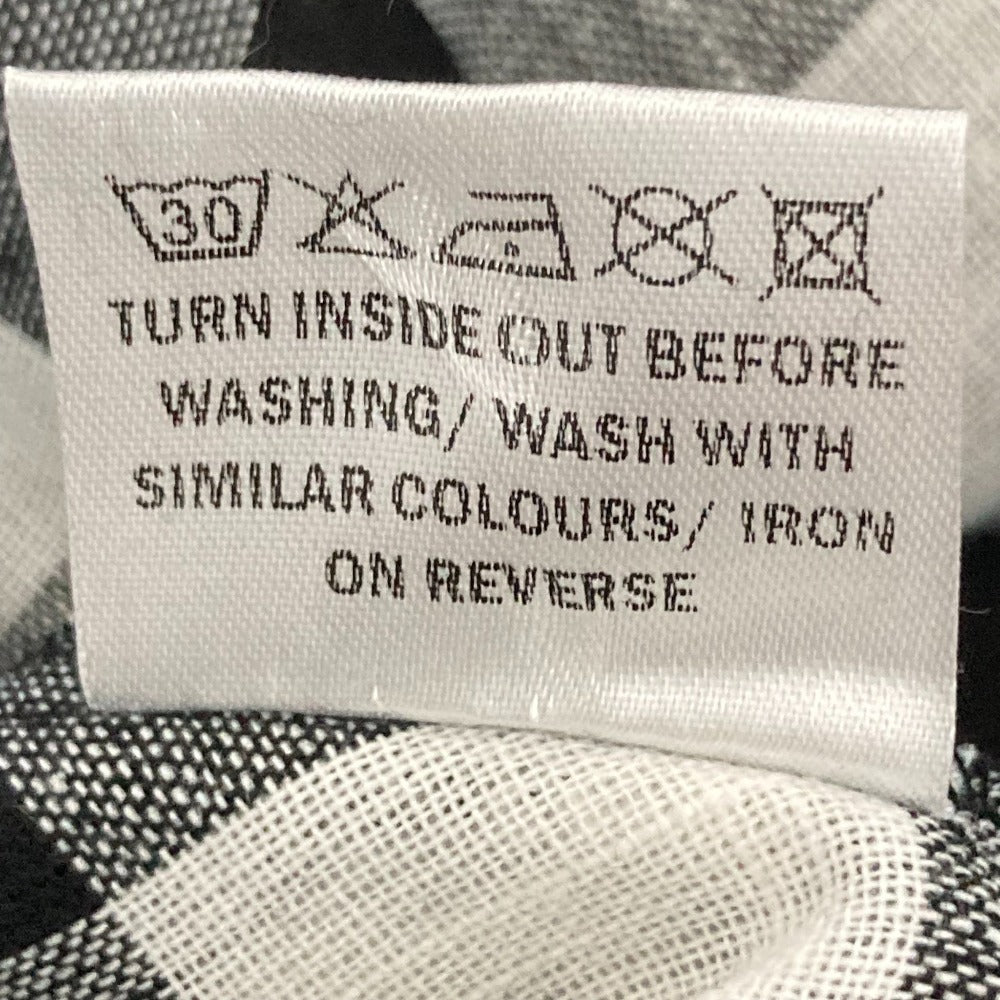 30
TURN INSIDE OUT BEFORE
WASHING/ WASH WITH
SIMILAR COLOURS/ IRON
ON REVERSE